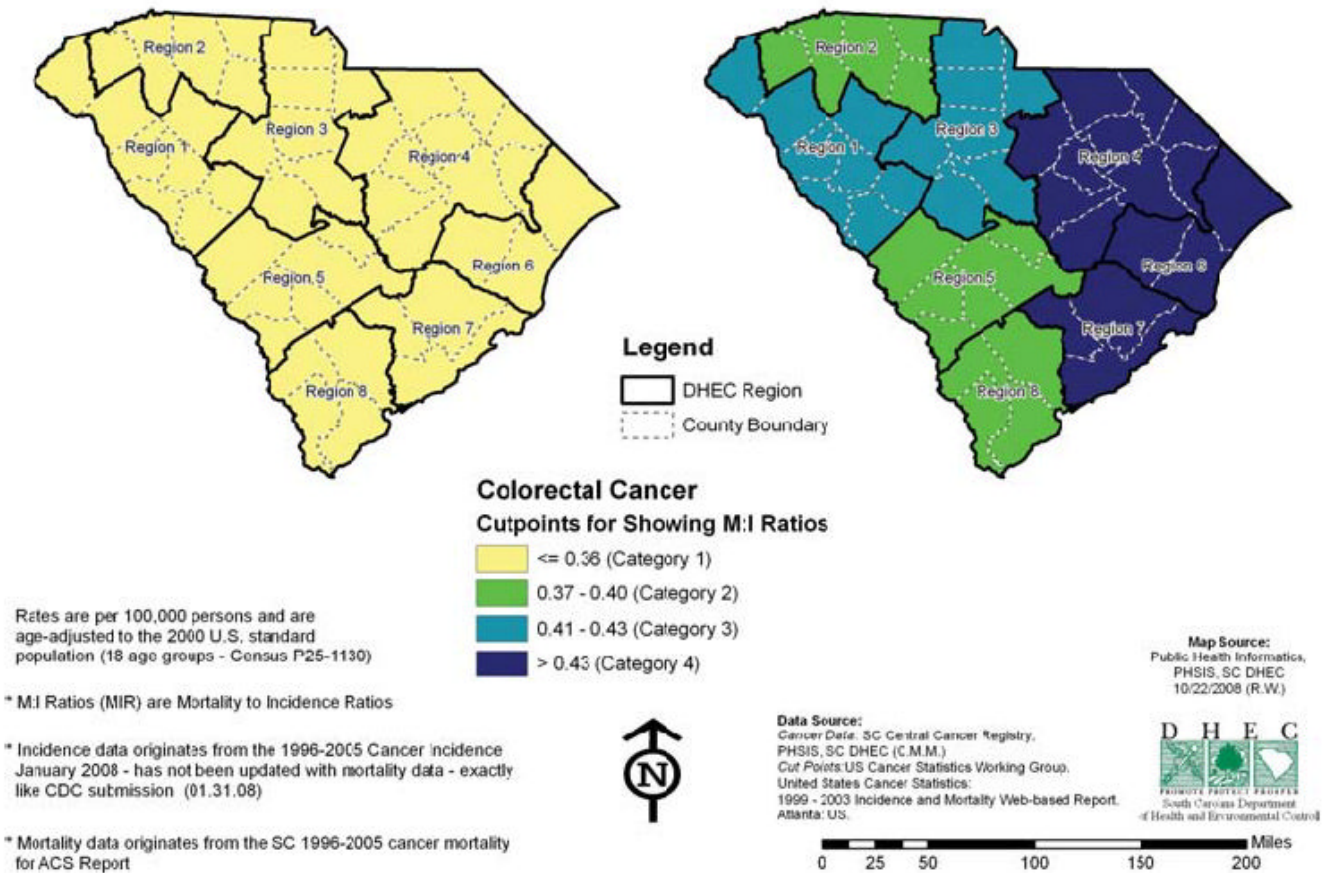 Region 2
Region 3
Region 1
Region 4
Region 5
Region 6
Region 7
Region 8
Region 2
Region 3
Region 1
Region 4
Region 5
Region 6
Region 7
Region 8
Legend
DHEC Region
County Boundary
Colorectal Cancer
Cutpoints for Showing M:I Ratios
<= 0.36 (Category 1)
0.37 - 0.40 (Category 2)
0.41 - 0.43 (Category 3)
> 0.43 (Category 4)
Rates are per 100,000 persons and are
age-adjusted to the 2000 U.S. standard
population (18 age groups - Census P25-1130)
* M:I Ratios (MIR) are Mortality to Incidence Ratios
* Incidence data originates from the 1996-2005 Cancer Incidence
January 2008 - has not been updated with mortality data - exactly
like CDC submission (01.31.08)
* Mortality data originates from the SC 1996-2005 cancer mortality
for ACS Report
N
Data Source:
Cancer Data: SC Central Cancer Registry,
PHSIS, SC DHEC (C.M.M.)
Cut Points: US Cancer Statistics Working Group.
United States Cancer Statistics:
1999 - 2003 Incidence and Mortality Web-based Report.
Atlanta: US.
Map Source:
Public Health Informatics,
PHSIS, SC DHEC
10/22/2008 (R.W.)
D H E C
PROMOTE PROTECT PROSPER
South Carolina Department
of Health and Environmental Control
Miles
0 25 50 100 150 200